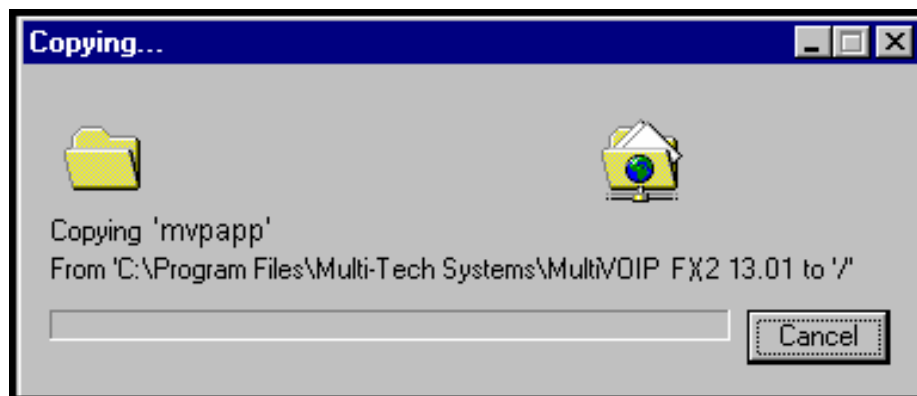 Copying...
Copying 'mvpapp'
From 'C:\Program Files\Multi-Tech Systems\MultiVOIP FX2 13.01 to '/'
Cancel